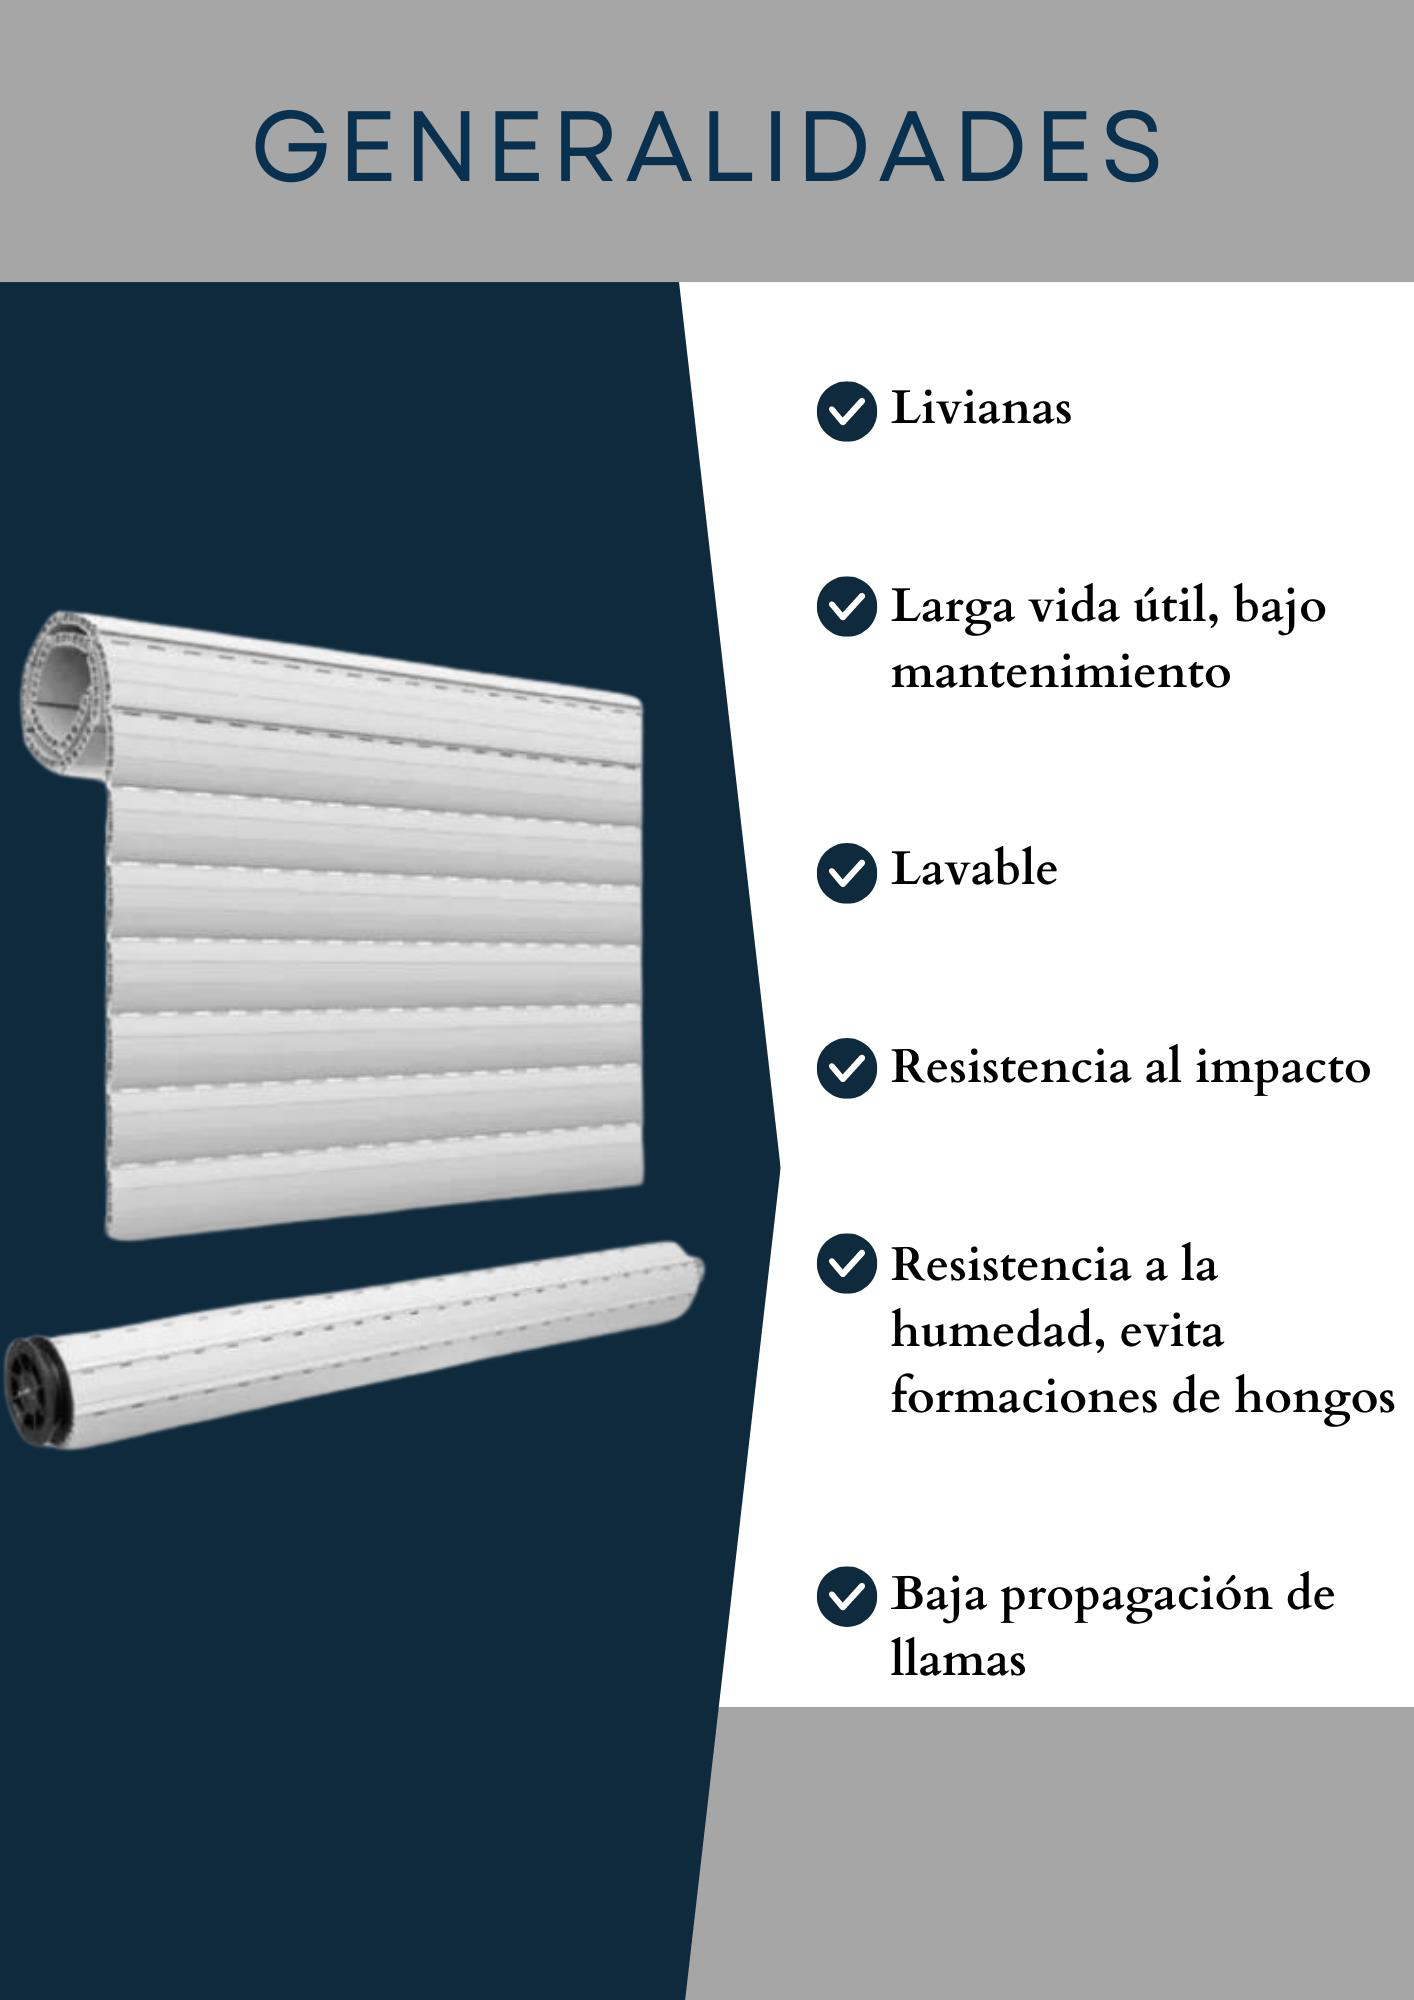 GENERALIDADES
Livianas
Larga vida útil, bajo
mantenimiento
Lavable
Resistencia al impacto
Resistencia a la
humedad, evita
formaciones de hongos
Baja propagación de
llamas